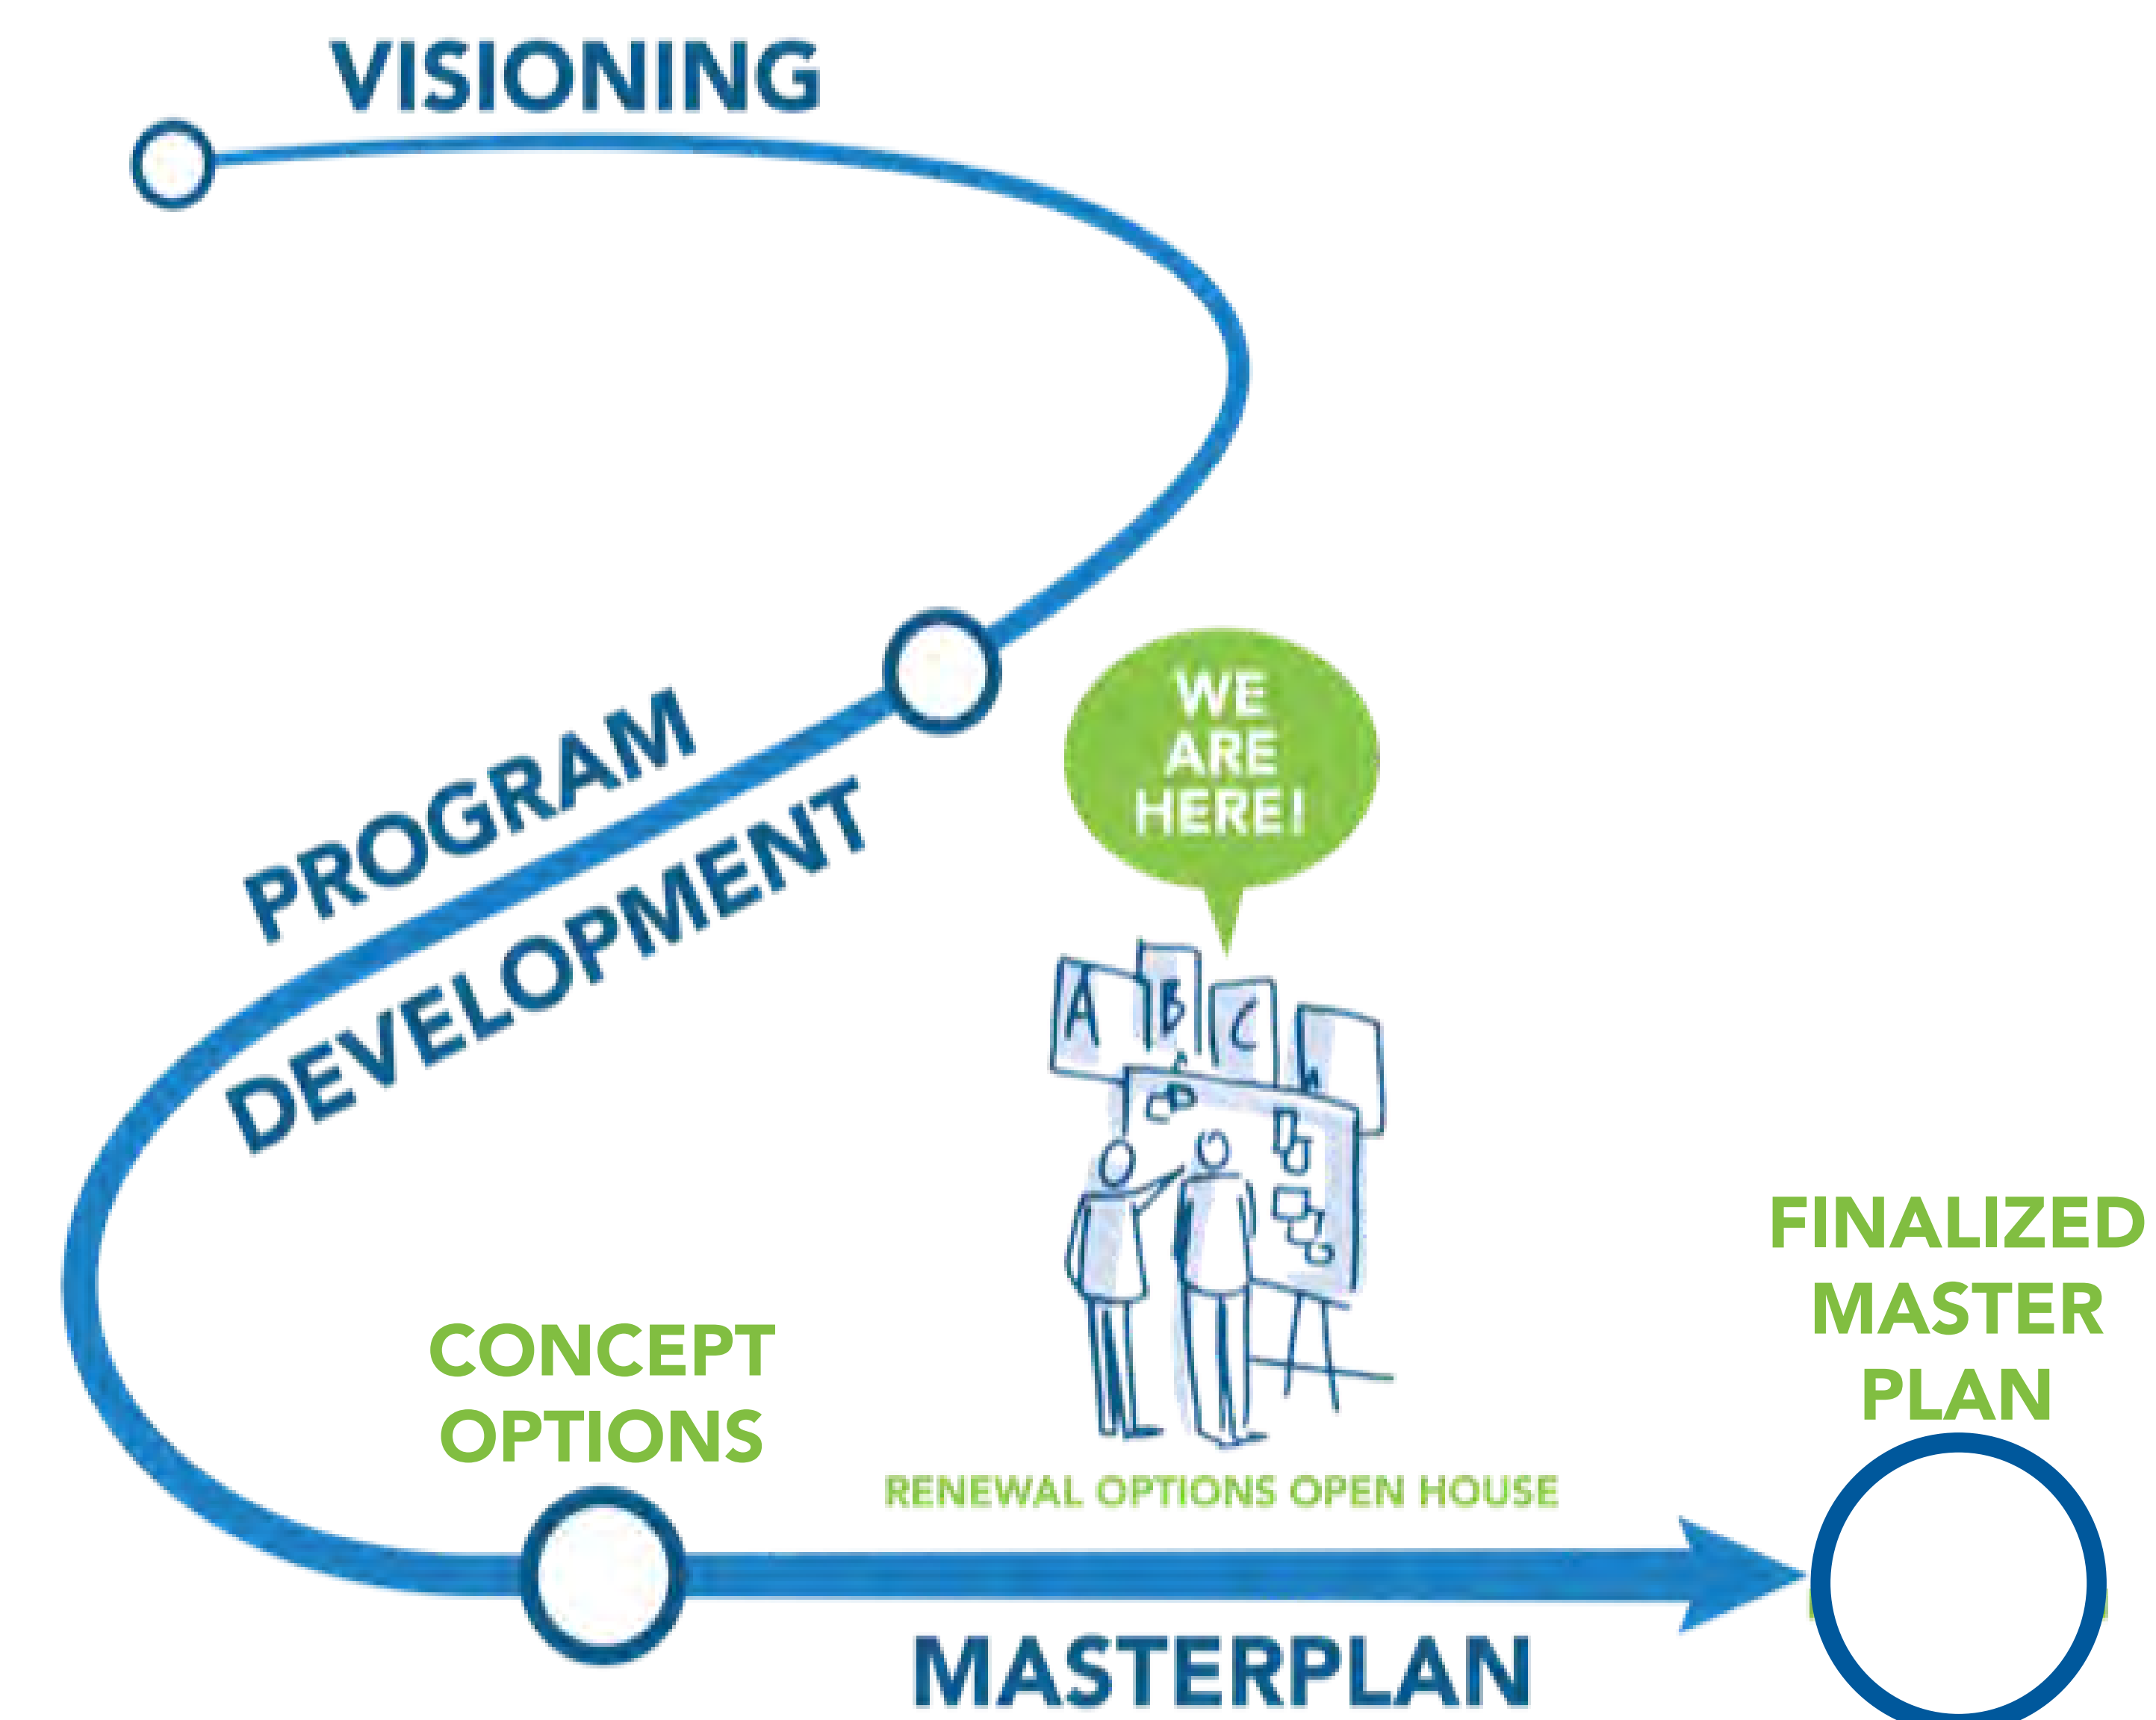 VISIONING
PROGRAM
DEVELOPMENT
WE
ARE
HERE!
A B C
CONCEPT
OPTIONS
RENEWAL OPTIONS OPEN HOUSE
FINALIZED
MASTER
PLAN
MASTERPLAN